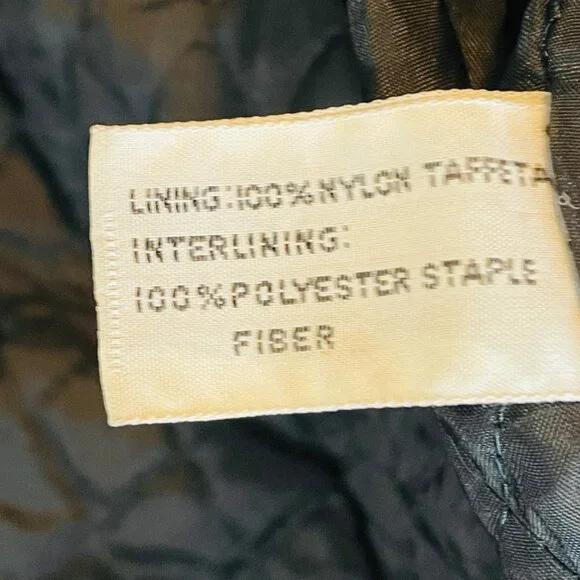 LINING:100%NYLON TAFFETA
INTERLINING:
100%POLYESTER STAPLE
FIBER